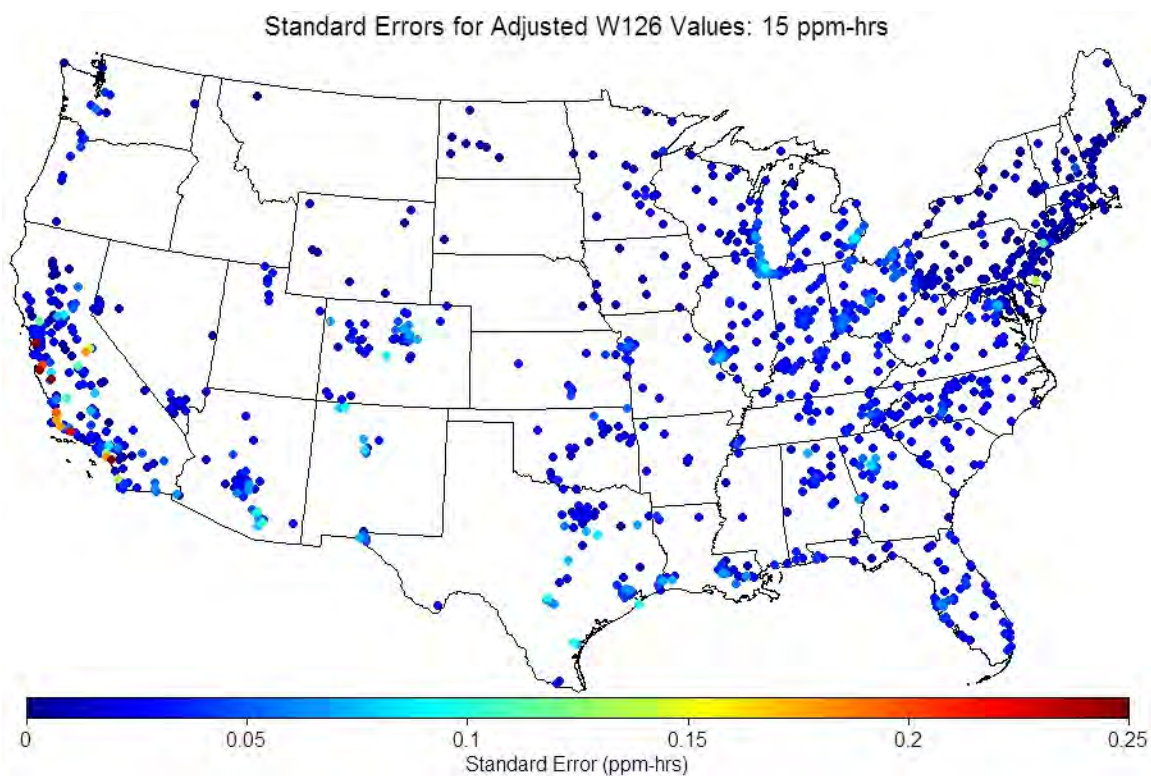 Standard Errors for Adjusted W126 Values: 15 ppm-hrs
0 0.05 0.1 0.15 0.2 0.25
Standard Error (ppm-hrs)